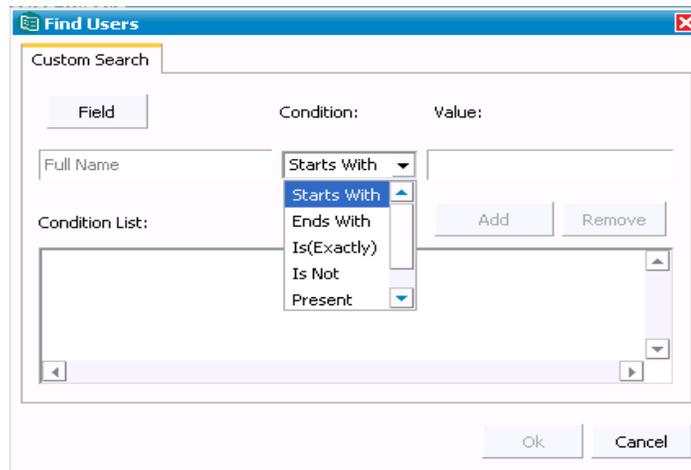 Find Users
Custom Search
Field Condition: Value:
Full Name Starts With
Starts With
Ends With Add Remove
Condition List:
Is(Exactly)
Is Not
Present
Ok Cancel